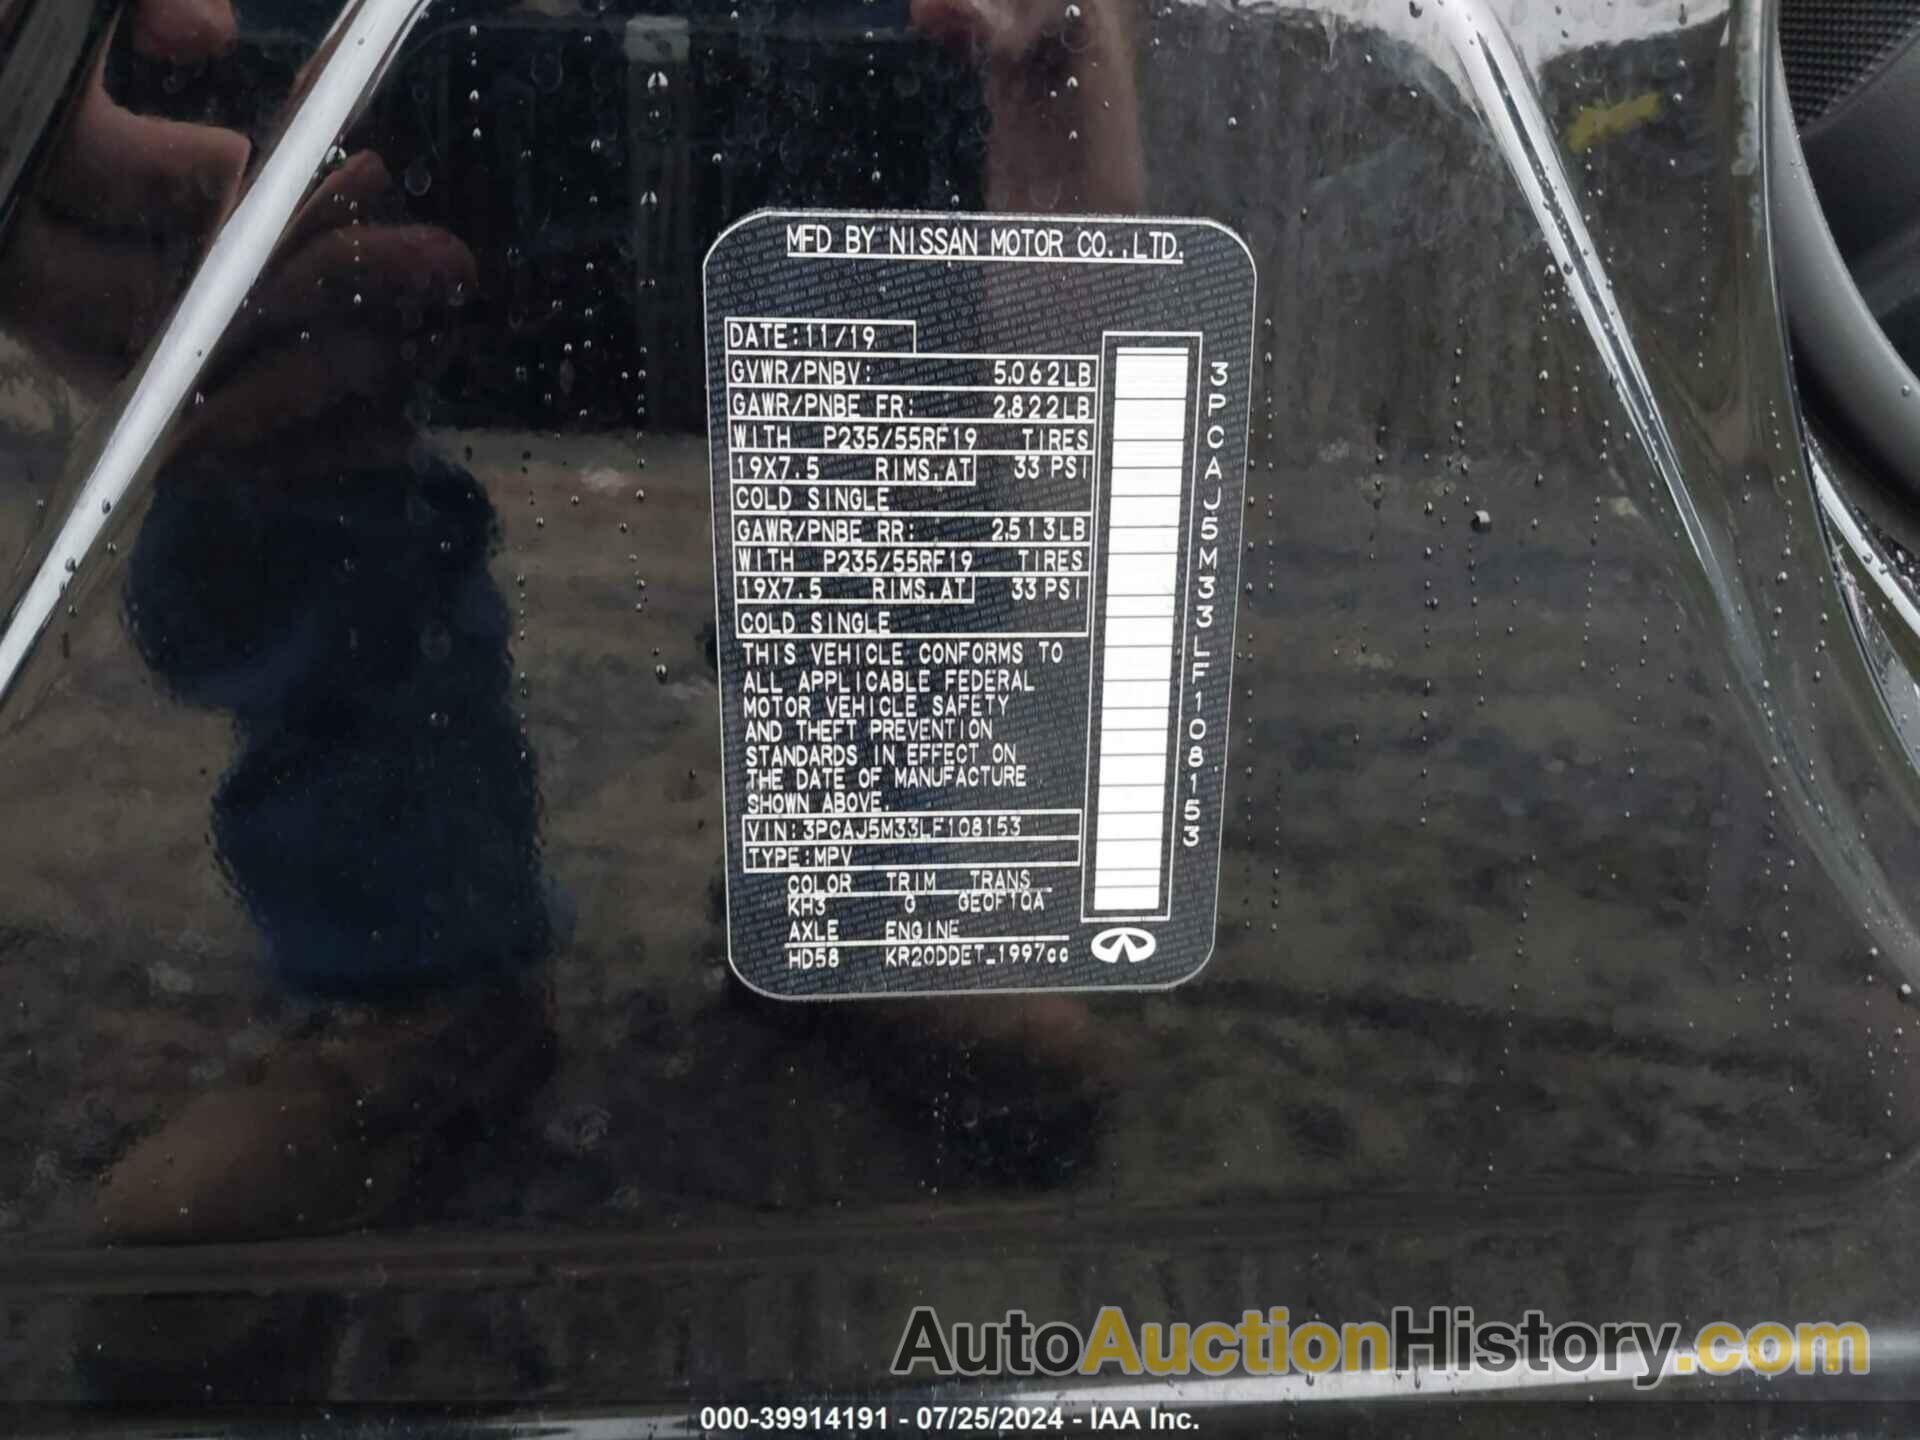 MFD BY NISSAN MOTOR CO.,LTD.
DATE:11/19
GVWR/PNBV: 5,062LB
GAWR/PNBE FR: 2,822LB
WITH P235/55RF19 TIRES
19X7.5 RIMS,AT 33 PSI
COLD SINGLE
GAWR/PNBE RR: 2,513LB
WITH P235/55RF19 TIRES
19X7.5 RIMS,AT 33 PSI
COLD SINGLE
THIS VEHICLE CONFORMS TO
ALL APPLICABLE FEDERAL
MOTOR VEHICLE SAFETY
AND THEFT PREVENTION
STANDARDS IN EFFECT ON
THE DATE OF MANUFACTURE
SHOWN ABOVE.
VIN:3PCAJ5M33LF108153
TYPE:MPV
COLOR TRIM TRANS
KH3 G GE0F10A
AXLE ENGINE
HD58 KR20DDET_1997cc
3PCAJ5M33LF108153
AutoAuctionHistory.com
000-39914191 - 07/25/2024 - IAA Inc.